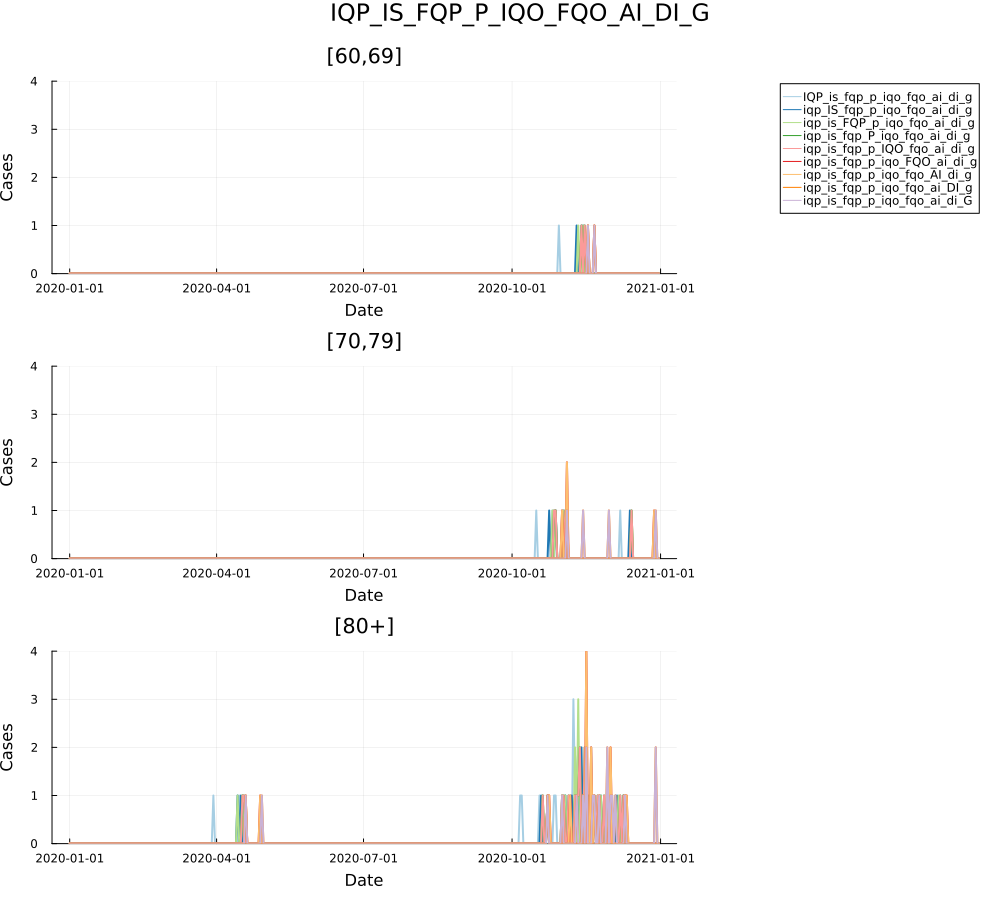 IQP_IS_FQP_P_IQO_FQO_AI_DI_G
[60,69]
4
3
2
1
0
Cases
2020-01-01 2020-04-01 2020-07-01 2020-10-01 2021-01-01
Date
IQP_is_fqp_p_iqo_fqo_ai_di_g
iqp_IS_fqp_p_iqo_fqo_ai_di_g
iqp_is_FQP_p_iqo_fqo_ai_di_g
iqp_is_fqp_P_iqo_fqo_ai_di_g
iqp_is_fqp_p_IQO_fqo_ai_di_g
iqp_is_fqp_p_iqo_FQO_ai_di_g
iqp_is_fqp_p_iqo_fqo_AI_di_g
iqp_is_fqp_p_iqo_fqo_ai_DI_g
iqp_is_fqp_p_iqo_fqo_ai_di_G
[70,79]
4
3
2
1
0
Cases
2020-01-01 2020-04-01 2020-07-01 2020-10-01 2021-01-01
Date
[80+]
4
3
2
1
0
Cases
2020-01-01 2020-04-01 2020-07-01 2020-10-01 2021-01-01
Date